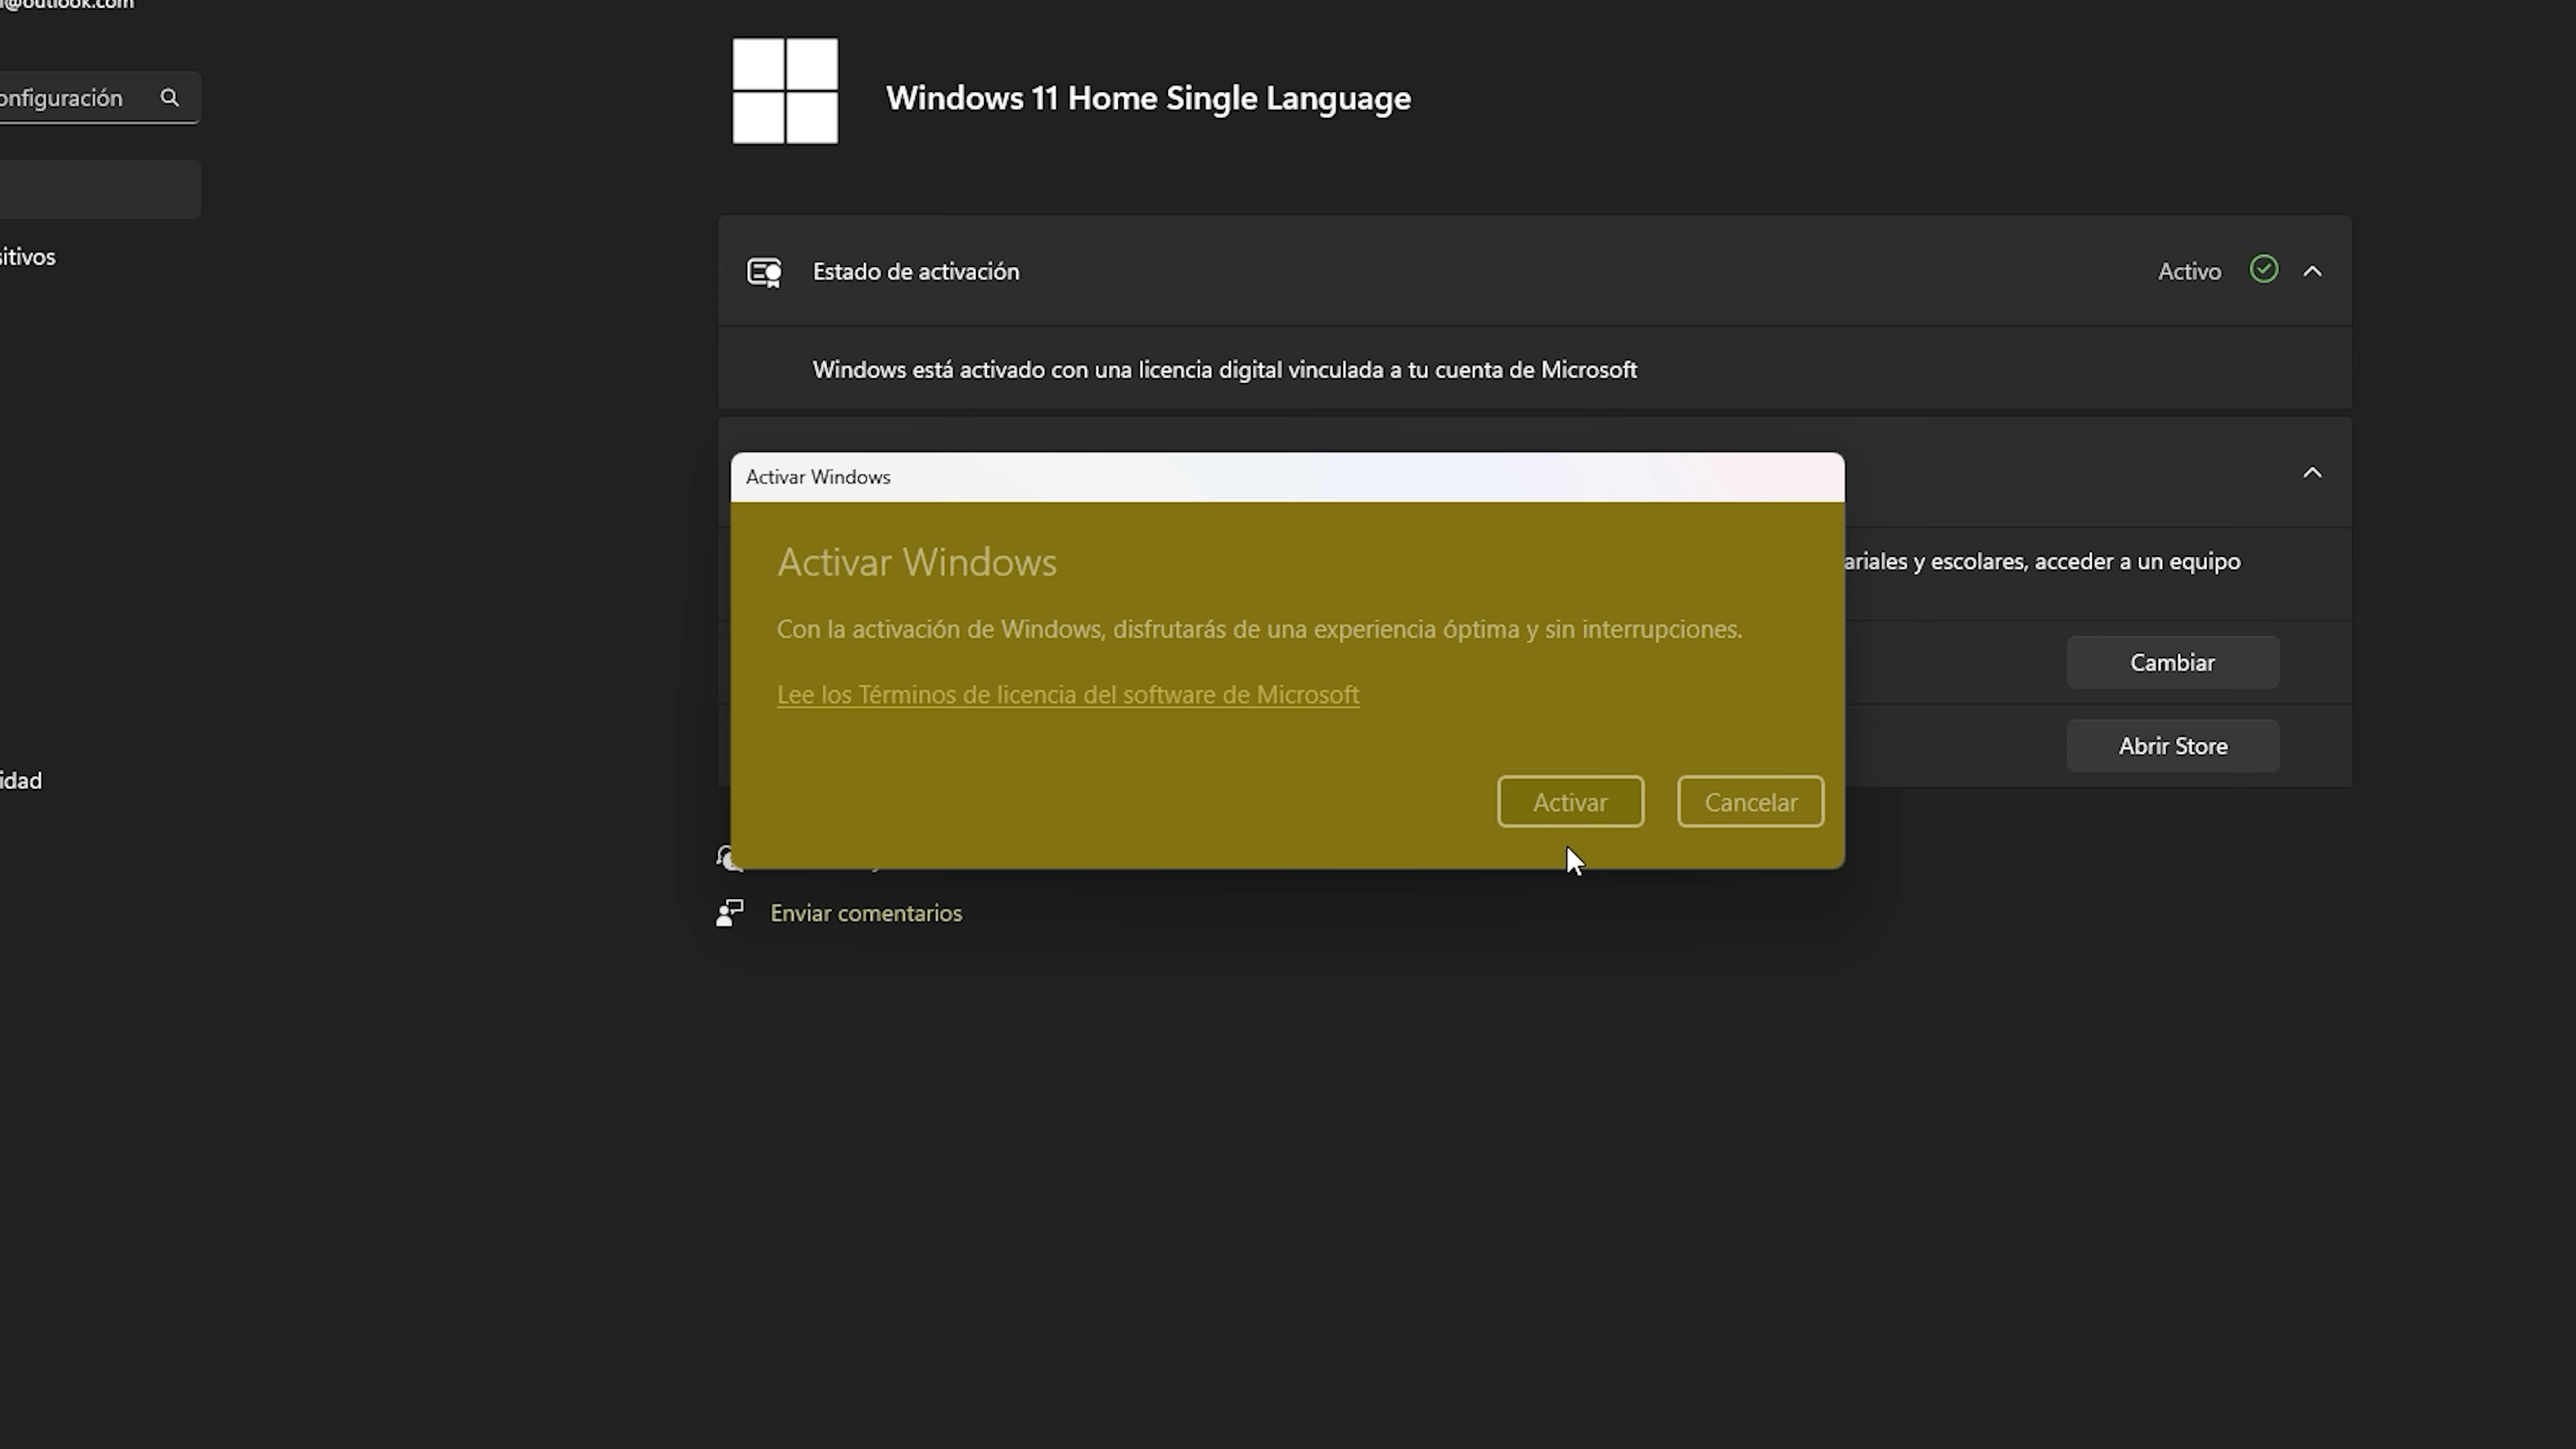 @outlook.com
onfiguración
Windows 11 Home Single Language
sitivos
Estado de activación
Activo
Windows está activado con una licencia digital vinculada a tu cuenta de Microsoft
Activar Windows
Activar Windows
ariales y escolares, acceder a un equipo
Con la activación de Windows, disfrutarás de una experiencia óptima y sin interrupciones.
Cambiar
Lee los Términos de licencia del software de Microsoft
Abrir Store
idad
Activar
Cancelar
Enviar comentarios